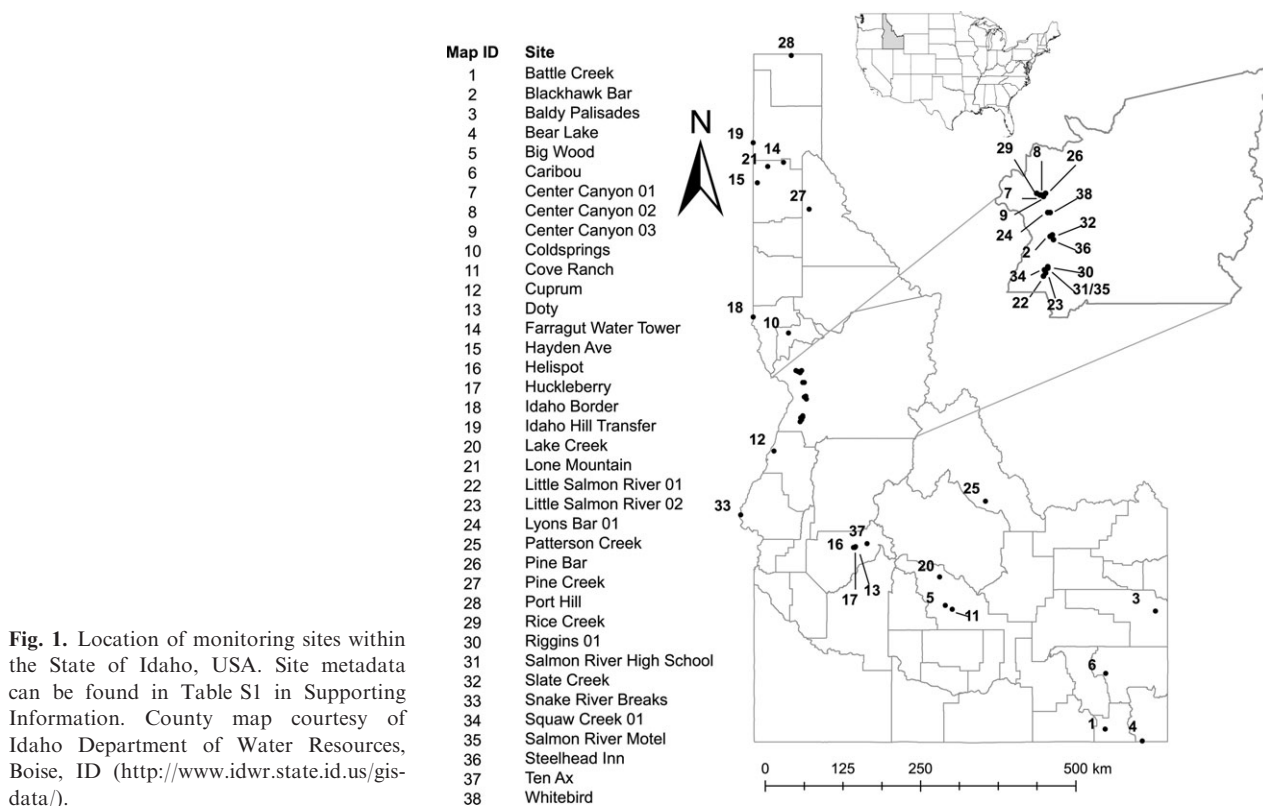 Map ID Site
1 Battle Creek
2 Blackhawk Bar
3 Baldy Palisades
4 Bear Lake
5 Big Wood
6 Caribou
7 Center Canyon 01
8 Center Canyon 02
9 Center Canyon 03
10 Coldsprings
11 Cove Ranch
12 Cuprum
13 Doty
14 Farragut Water Tower
15 Hayden Ave
16 Helispot
17 Huckleberry
18 Idaho Border
19 Idaho Hill Transfer
20 Lake Creek
21 Lone Mountain
22 Little Salmon River 01
23 Little Salmon River 02
24 Lyons Bar 01
25 Patterson Creek
26 Pine Bar
27 Pine Creek
28 Port Hill
29 Rice Creek
30 Riggins 01
31 Salmon River High School
32 Slate Creek
33 Snake River Breaks
34 Squaw Creek 01
35 Salmon River Motel
36 Steelhead Inn
37 Ten Ax
38 Whitebird
28
N
19
14
21
15
27
18
10
12
33
25
37
16
17
13
20
5
11
3
6
1
4
29
8
26
7
9
38
24
32
2
36
34
30
31/35
22
23
0 125 250 500 km
Fig. 1. Location of monitoring sites within
the State of Idaho, USA. Site metadata
can be found in Table S1 in Supporting
Information. County map courtesy of
Idaho Department of Water Resources,
Boise, ID (http://www.idwr.state.id.us/gis-
data/).